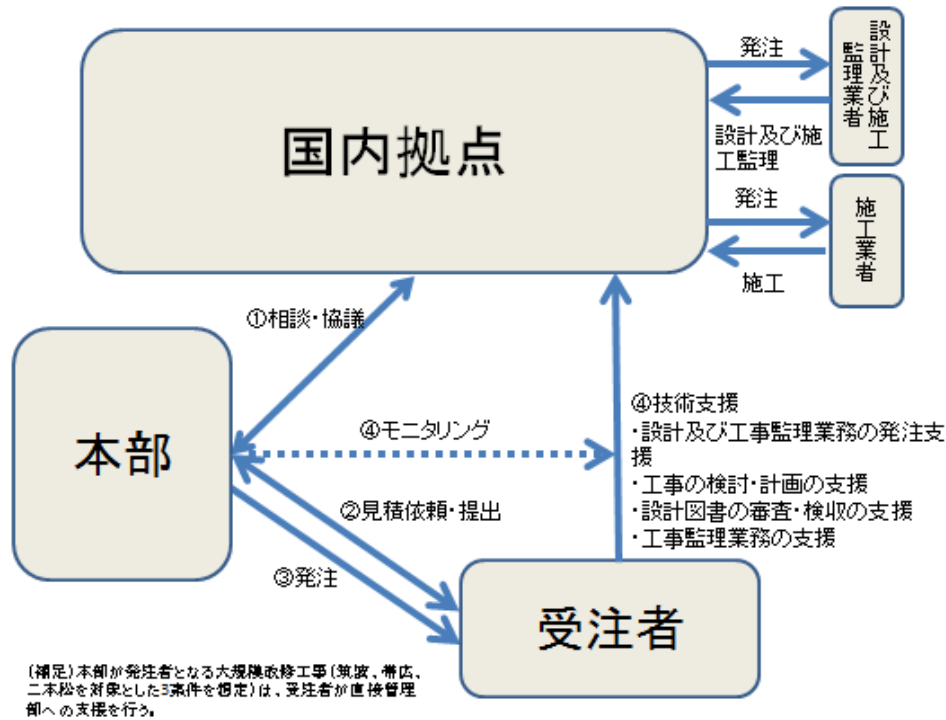 国内拠点
発注
設計及び施工
監理業者
設計及び施
工監理
発注
施工業者
施工
①相談・協議
本部
④モニタリング
②見積依頼・提出
③発注
④技術支援
・設計及び工事監理業務の発注支
援
・工事の検討・計画の支援
・設計図書の審査・検収の支援
・工事監理業務の支援
受注者
(補足)本部が発注者となる大規模改修工事(筑波、帯広、
二本松を対象とした3案件を想定)は、受注者が直接管理
部への支援を行う。